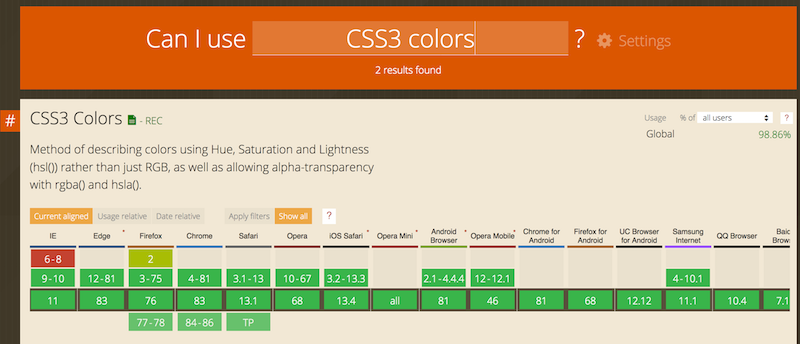 Can I use CSS3 colors ? Settings
2 results found
#
CSS3 Colors - REC
Usage % of all users ?
Global 98.86%
Method of describing colors using Hue, Saturation and Lightness
(hsl()) rather than just RGB, as well as allowing alpha-transparency
with rgba() and hsla().
Current aligned Usage relative Date relative Apply filters Show all ?
IE Edge * Firefox Chrome Safari Opera iOS Safari * Opera Mini * Android Browser * Opera Mobile * Chrome for Android Firefox for Android UC Browser for Android Samsung Internet QQ Browser Baid Brows
6-8 2
9-10 12-81 3-75 4-81 3.1-13 10-67 3.2-13.3 2.1-4.4.4 12-12.1 4-10.1
11 83 76 83 13.1 68 13.4 all 81 46 81 68 12.12 11.1 10.4 7.1
77-78 84-86 TP